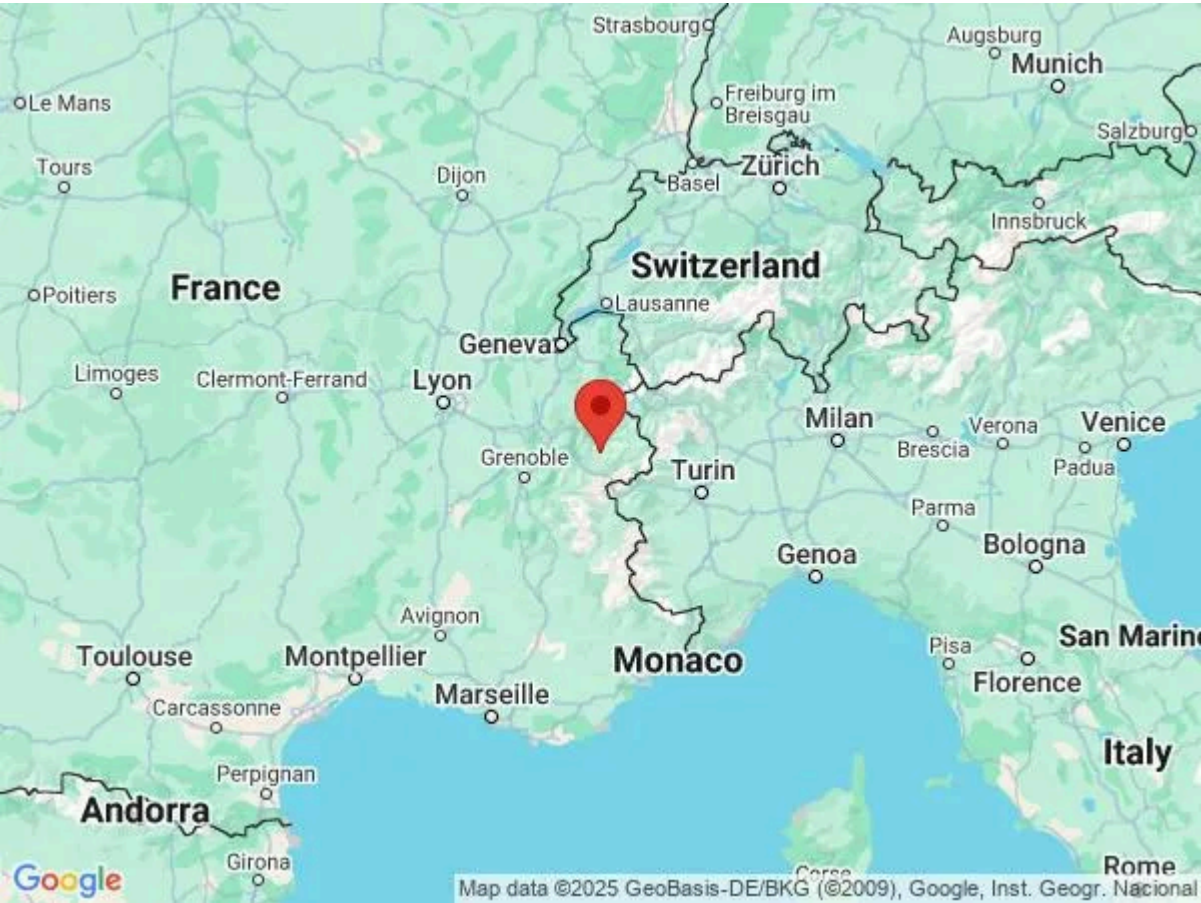 Strasbourg
Augsburg
Munich
Le Mans
Freiburg im
Breisgau
Salzburg
Tours
Dijon
Basel
Zürich
Innsbruck
Poitiers
France
Switzerland
Lausanne
Geneva
Limoges
Clermont-Ferrand
Lyon
Milan
Brescia
Verona
Venice
Padua
Grenoble
Turin
Parma
Genoa
Bologna
Avignon
Toulouse
Montpellier
Monaco
Pisa
San Marino
Florence
Marseille
Carcassonne
Perpignan
Andorra
Italy
Girona
Corse
Rome
Google
Map data ©2025 GeoBasis-DE/BKG (©2009), Google, Inst. Geogr. Nacional